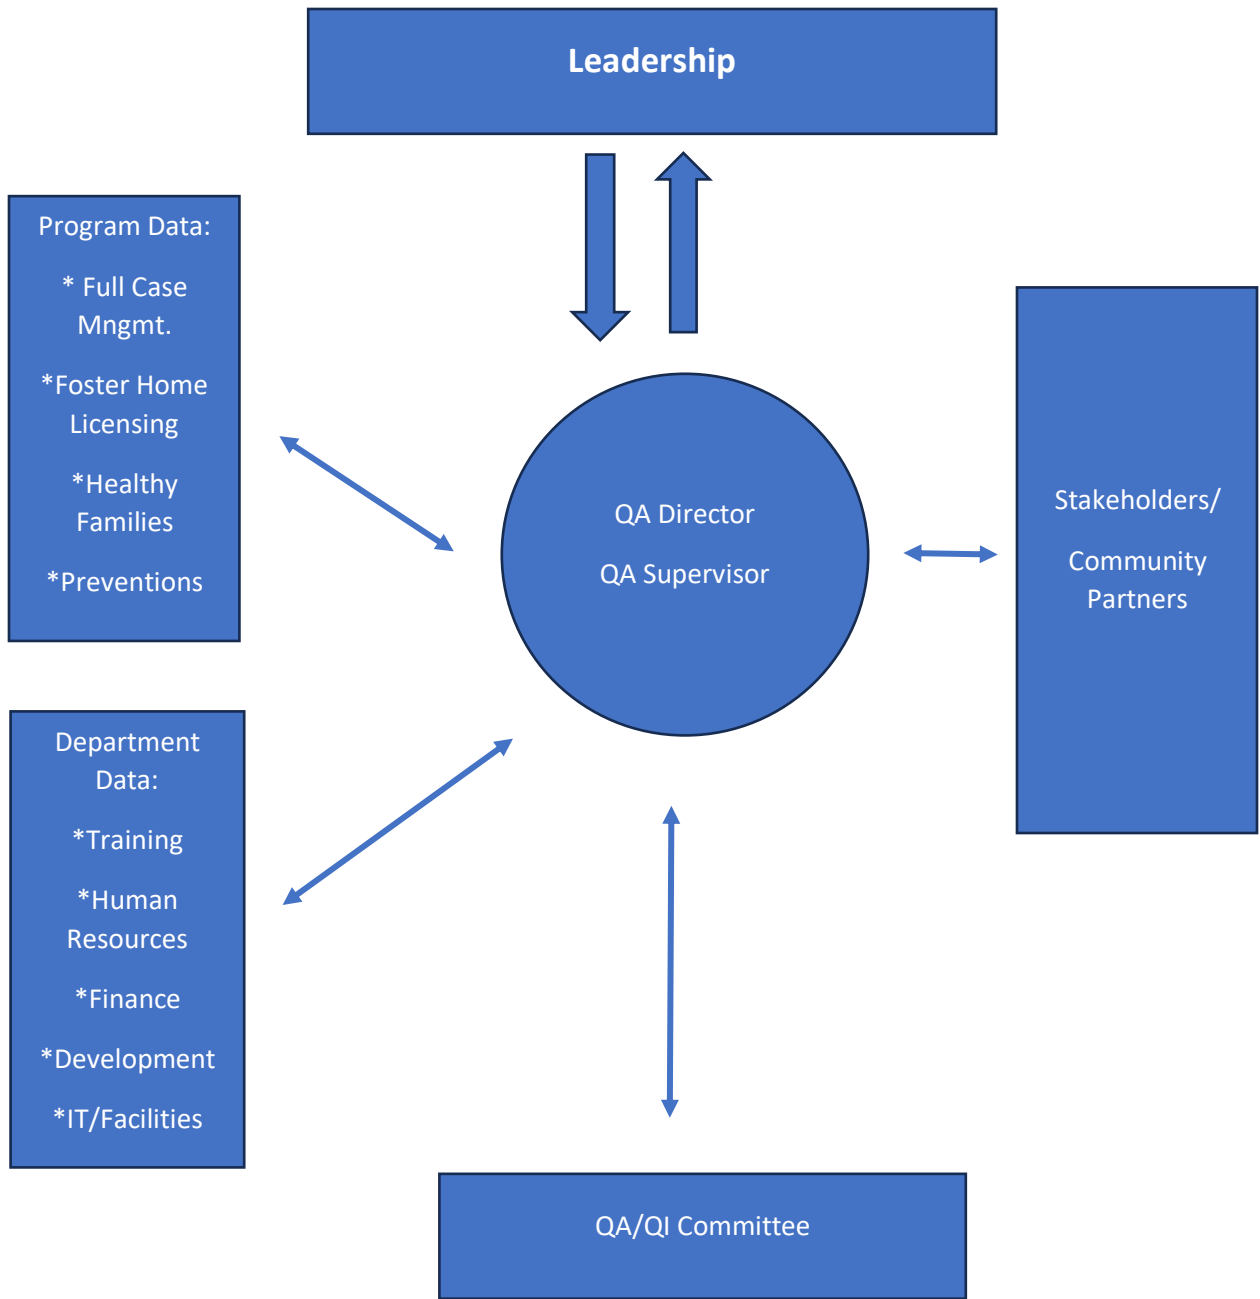 Leadership
Program Data:
* Full Case
Mngmt.
*Foster Home
Licensing
*Healthy
Families
*Preventions
QA Director
QA Supervisor
Stakeholders/
Community
Partners
Department
Data:
*Training
*Human
Resources
*Finance
*Development
*IT/Facilities
QA/QI Committee